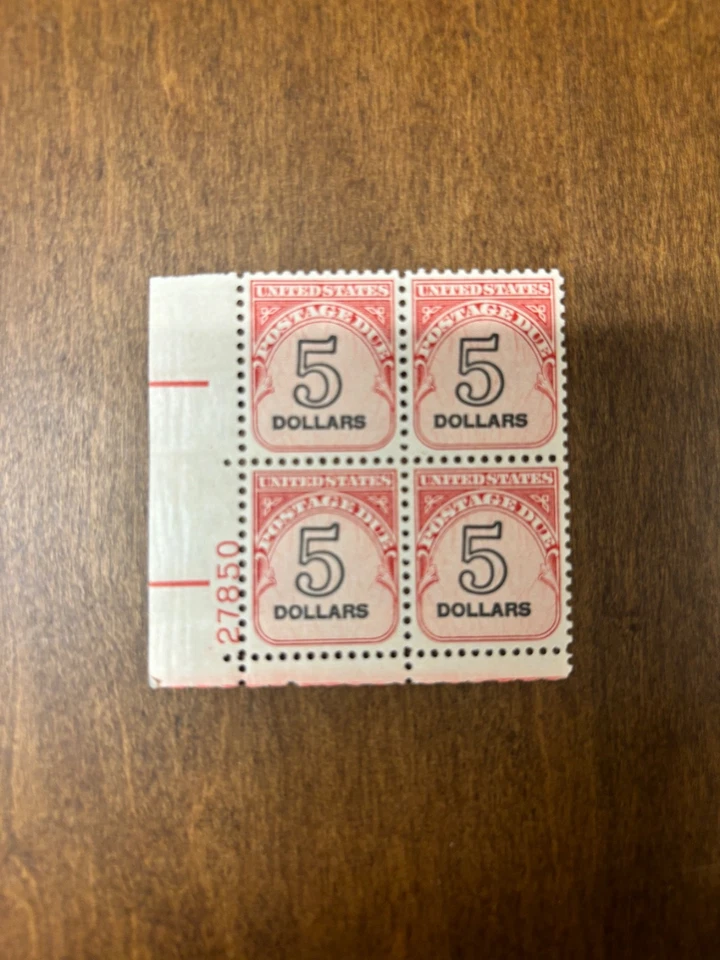 UNITED STATES
POSTAGE DUE
5
DOLLARS
UNITED STATES
POSTAGE DUE
5
DOLLARS
UNITED STATES
POSTAGE DUE
5
DOLLARS
UNITED STATES
POSTAGE DUE
5
DOLLARS
27850